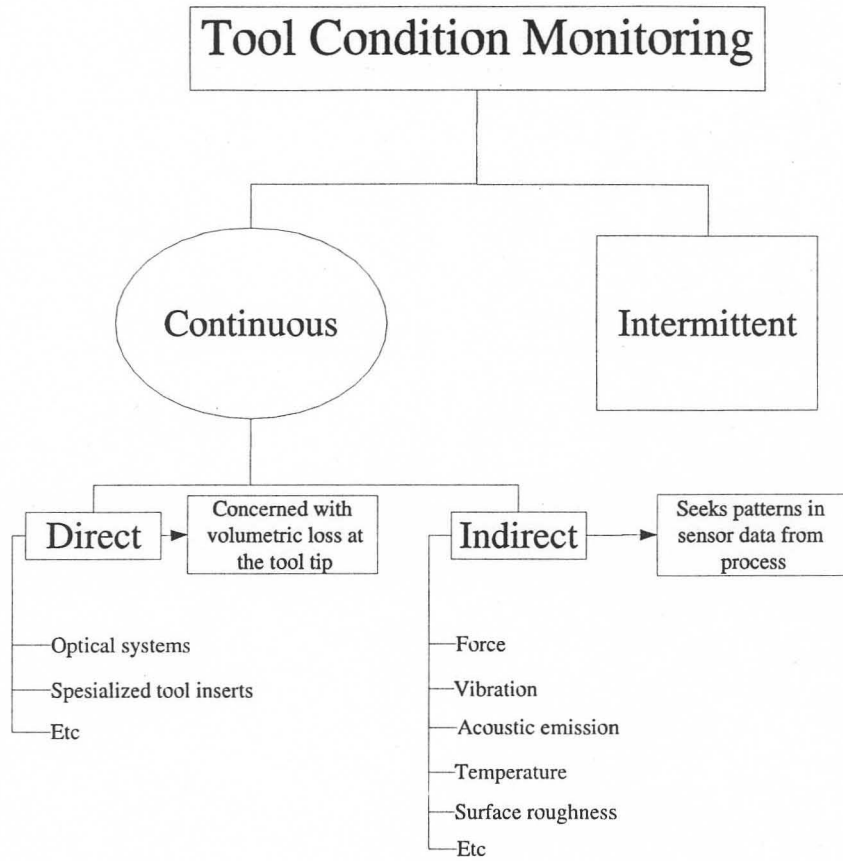 Tool Condition Monitoring
Continuous
Intermittent
Direct
Concerned with
volumetric loss at
the tool tip
Indirect
Seeks patterns in
sensor data from
process
Optical systems
Spesialized tool inserts
Etc
Force
Vibration
Acoustic emission
Temperature
Surface roughness
Etc